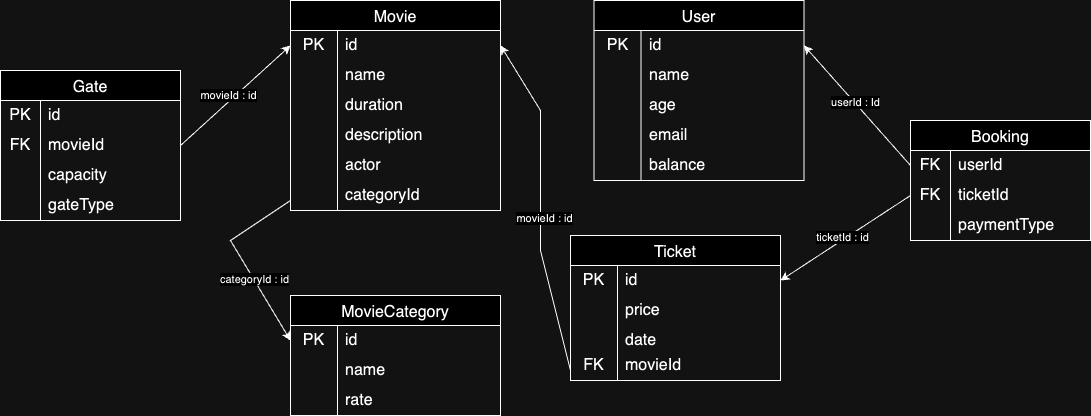 Movie
PK id
name
duration
description
actor
categoryId
User
PK id
name
age
email
balance
Gate
PK id
FK movieId
capacity
gateType
movieId : id
userId : Id
Booking
FK userId
FK ticketId
paymentType
movieId : id
ticketId : id
categoryId : id
Ticket
PK id
price
date
FK movieId
MovieCategory
PK id
name
rate